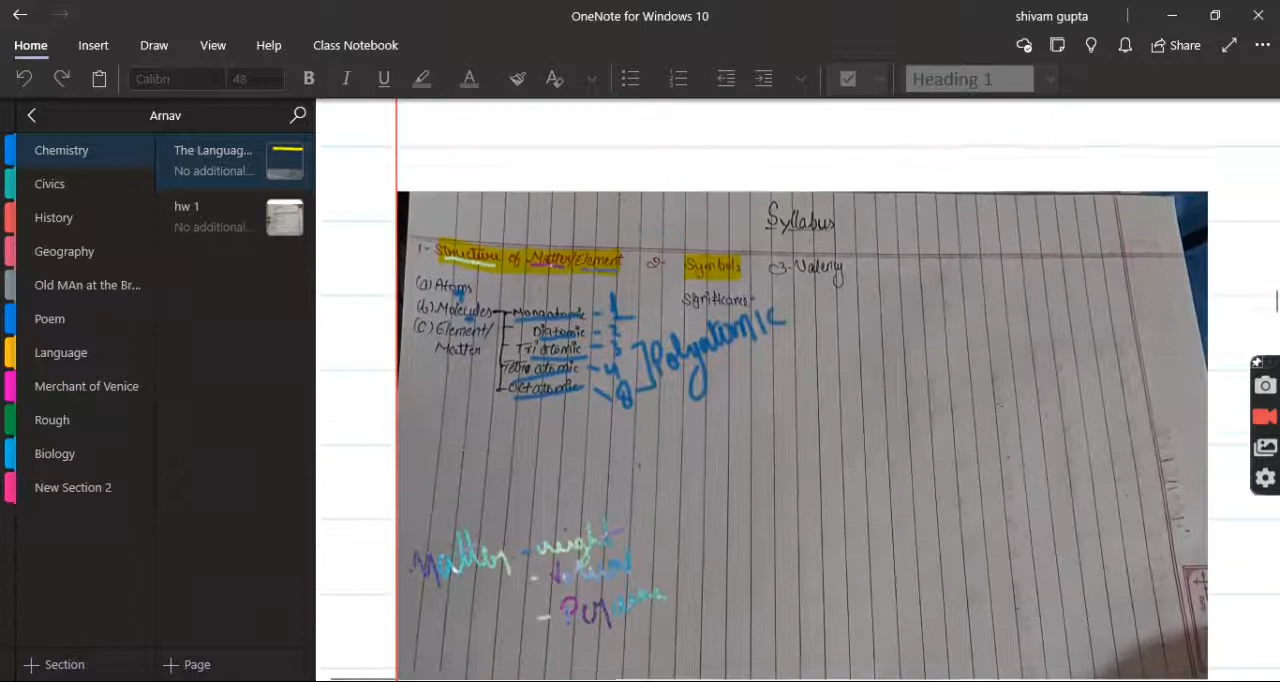 OneNote for Windows 10
shivam gupta
Home
Insert
Draw
View
Help
Class Notebook
Share
Calibri
48
B
I
U
A
A
Heading 1
Arnav
Chemistry
Civics
History
Geography
Old MAn at the Br...
Poem
Language
Merchant of Venice
Rough
Biology
New Section 2
The Languag...
No additional...
hw 1
No additional...
Section
Page
Syllabus
1- Structure of Matter/Element
(a) Atoms
(b) Molecules
(c) Element/
Matter
Monoatomic - 1
Diatomic - 2
Triatomic - 3
Tetra atomic - 4
Octatomic - 8
Polyatomic
2- Symbols
Significance
3- Valency
Matter -